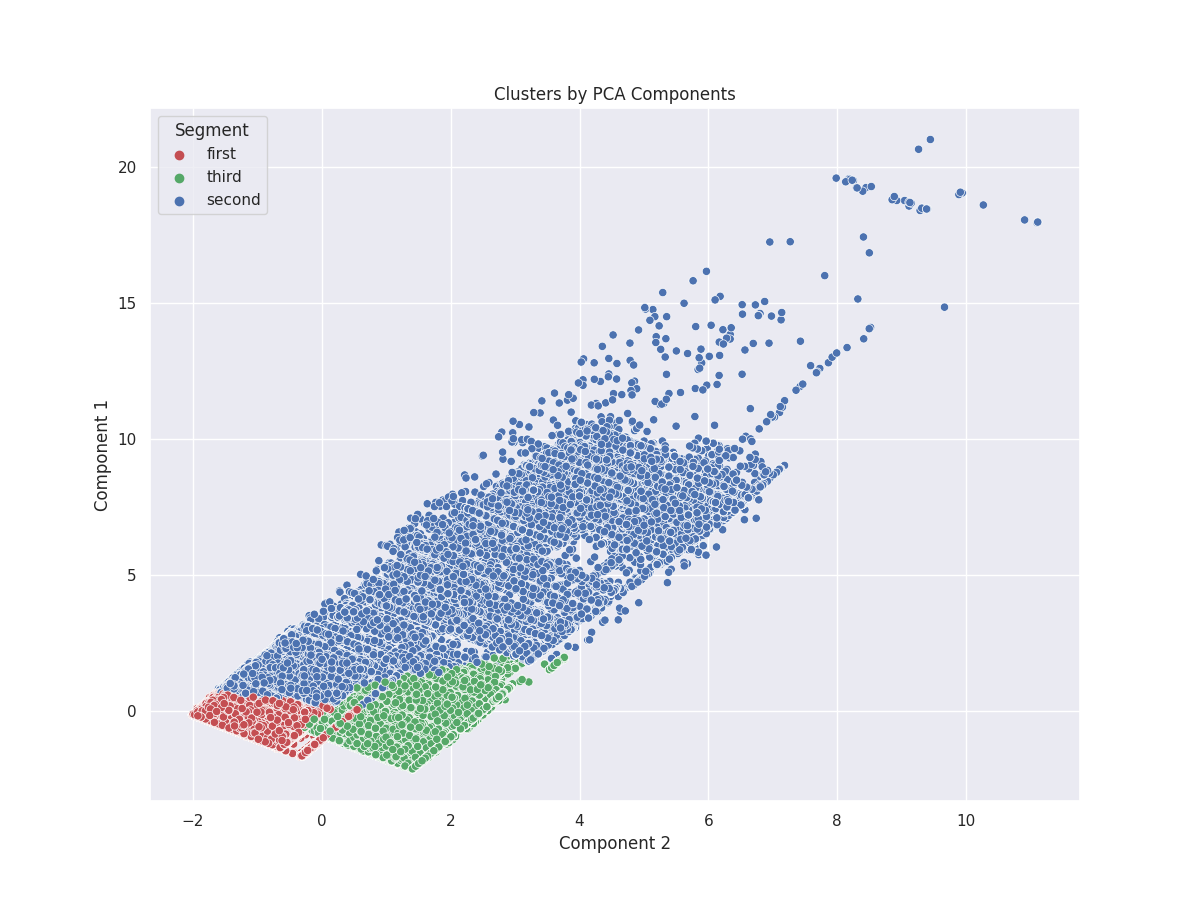 Clusters by PCA Components
Segment
first
third
second
20
15
10
5
0
Component 1
−2
0
2
4
6
8
10
Component 2